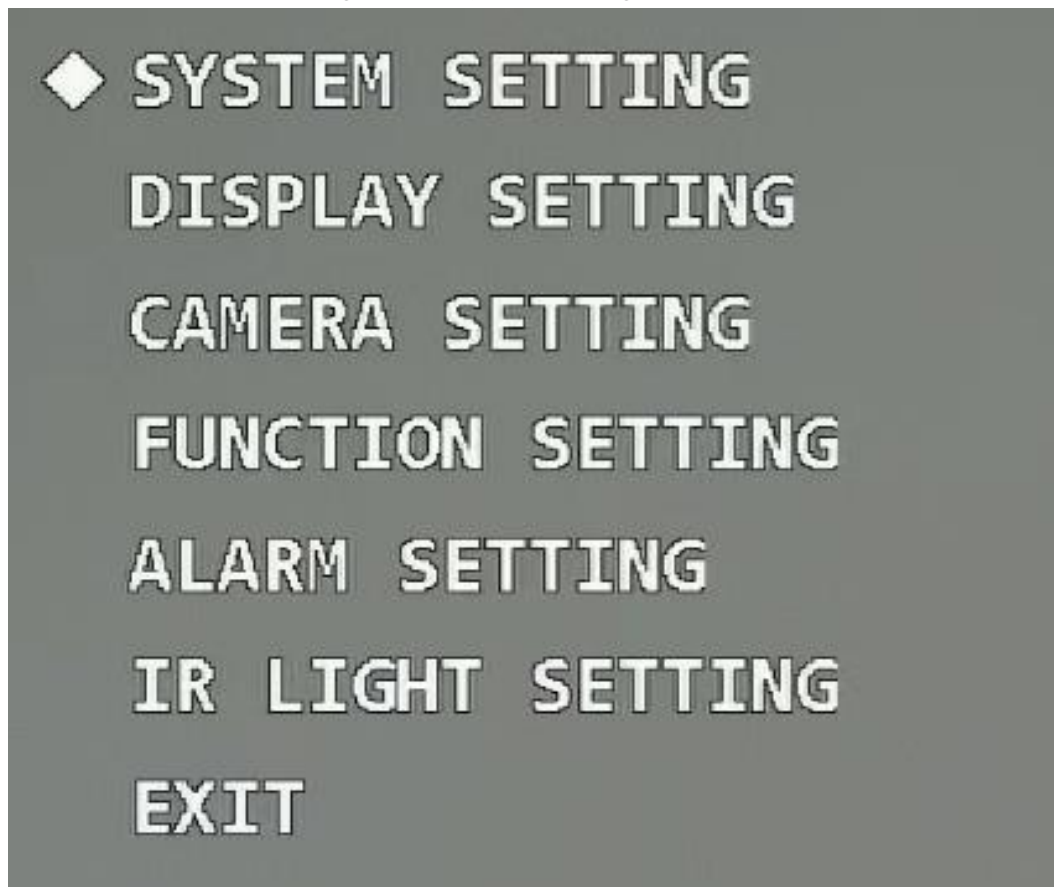 SYSTEM SETTING
DISPLAY SETTING
CAMERA SETTING
FUNCTION SETTING
ALARM SETTING
IR LIGHT SETTING
EXIT